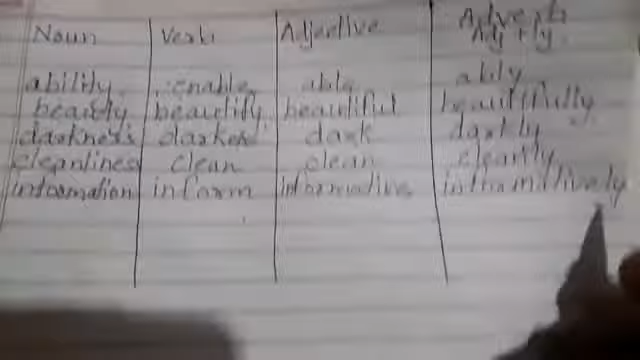 Noun Verb Adjective Adverb
Adj + ly
ability enable able ably
beauty beautify beautiful beautifully
darkness darken dark darkly
cleanlines clean clean cleanly
information inform informative informatively